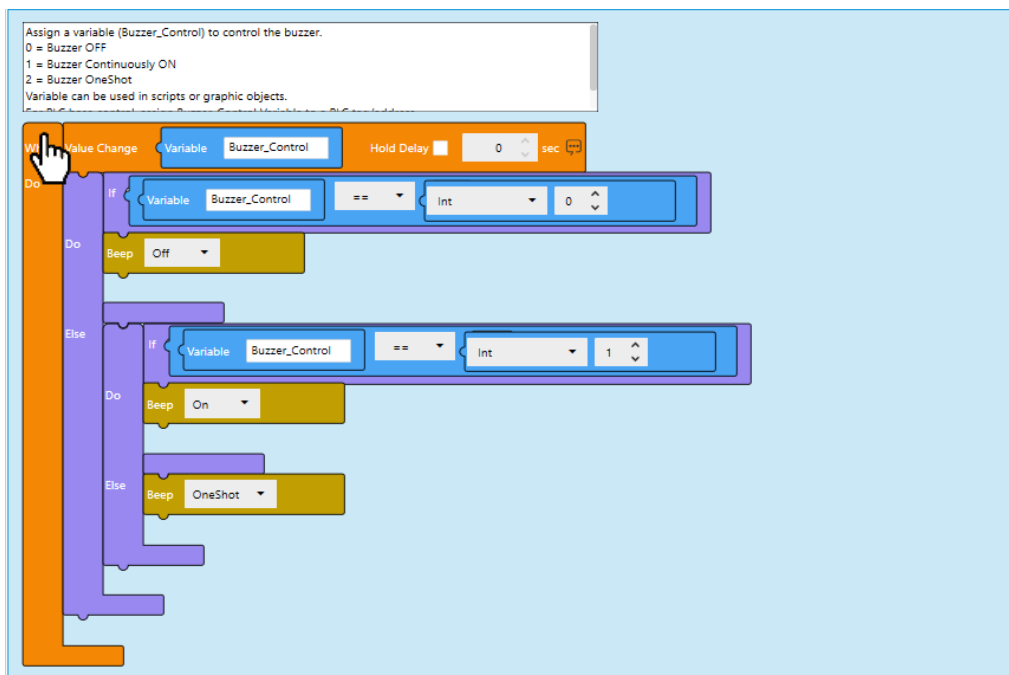 Assign a variable (Buzzer_Control) to control the buzzer.
0 = Buzzer OFF
1 = Buzzer Continuously ON
2 = Buzzer OneShot
Variable can be used in scripts or graphic objects.
Value Change Variable Buzzer_Control Hold Delay 0 sec
Do
If Variable Buzzer_Control == Int 0
Do
Beep Off
Else
If Variable Buzzer_Control == Int 1
Do
Beep On
Else
Beep OneShot